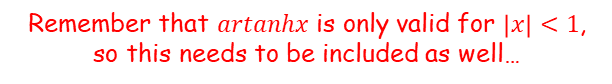 Remember that artanhx is only valid for |x| < 1,
so this needs to be included as well…